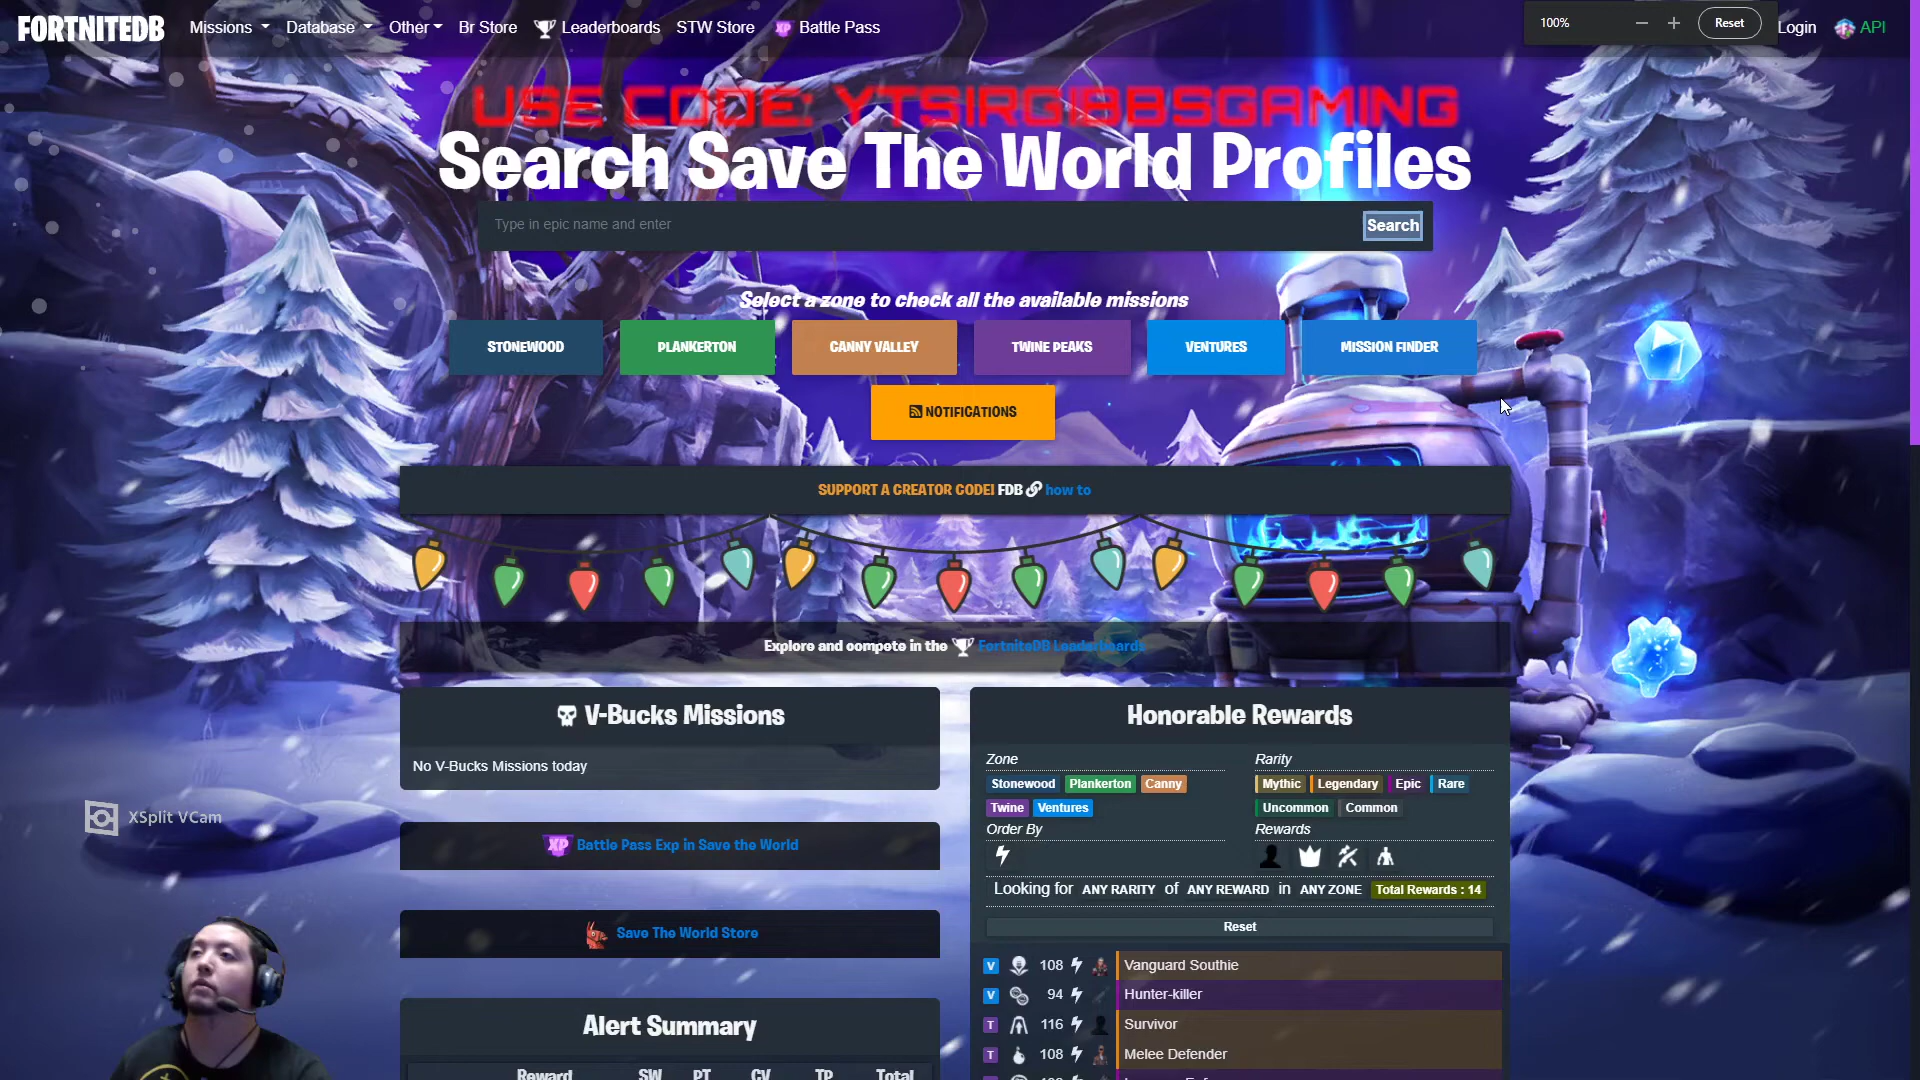 FORTNITEDB
Missions Database Other Br Store Leaderboards STW Store XP Battle Pass
100% Reset
Login API
USE CODE: YTSIRGIBBSGAMING
Search Save The World Profiles
Type in epic name and enter
Search
Select a zone to check all the available missions
STONEWOOD PLANKERTON CANNY VALLEY TWINE PEAKS VENTURES MISSION FINDER
NOTIFICATIONS
SUPPORT A CREATOR CODE! FDB how to
Explore and compete in the FortniteDB Leaderboards
V-Bucks Missions
No V-Bucks Missions today
XP Battle Pass Exp in Save the World
Save The World Store
Alert Summary
Reward SW PT CV TP Total
Honorable Rewards
Zone
Stonewood Plankerton Canny
Twine Ventures
Order By
Rarity
Mythic Legendary Epic Rare
Uncommon Common
Rewards
Looking for ANY RARITY of ANY REWARD in ANY ZONE Total Rewards : 14
Reset
V 108 Vanguard Southie
V 94 Hunter-killer
T 116 Survivor
T 108 Melee Defender
XSplit VCam